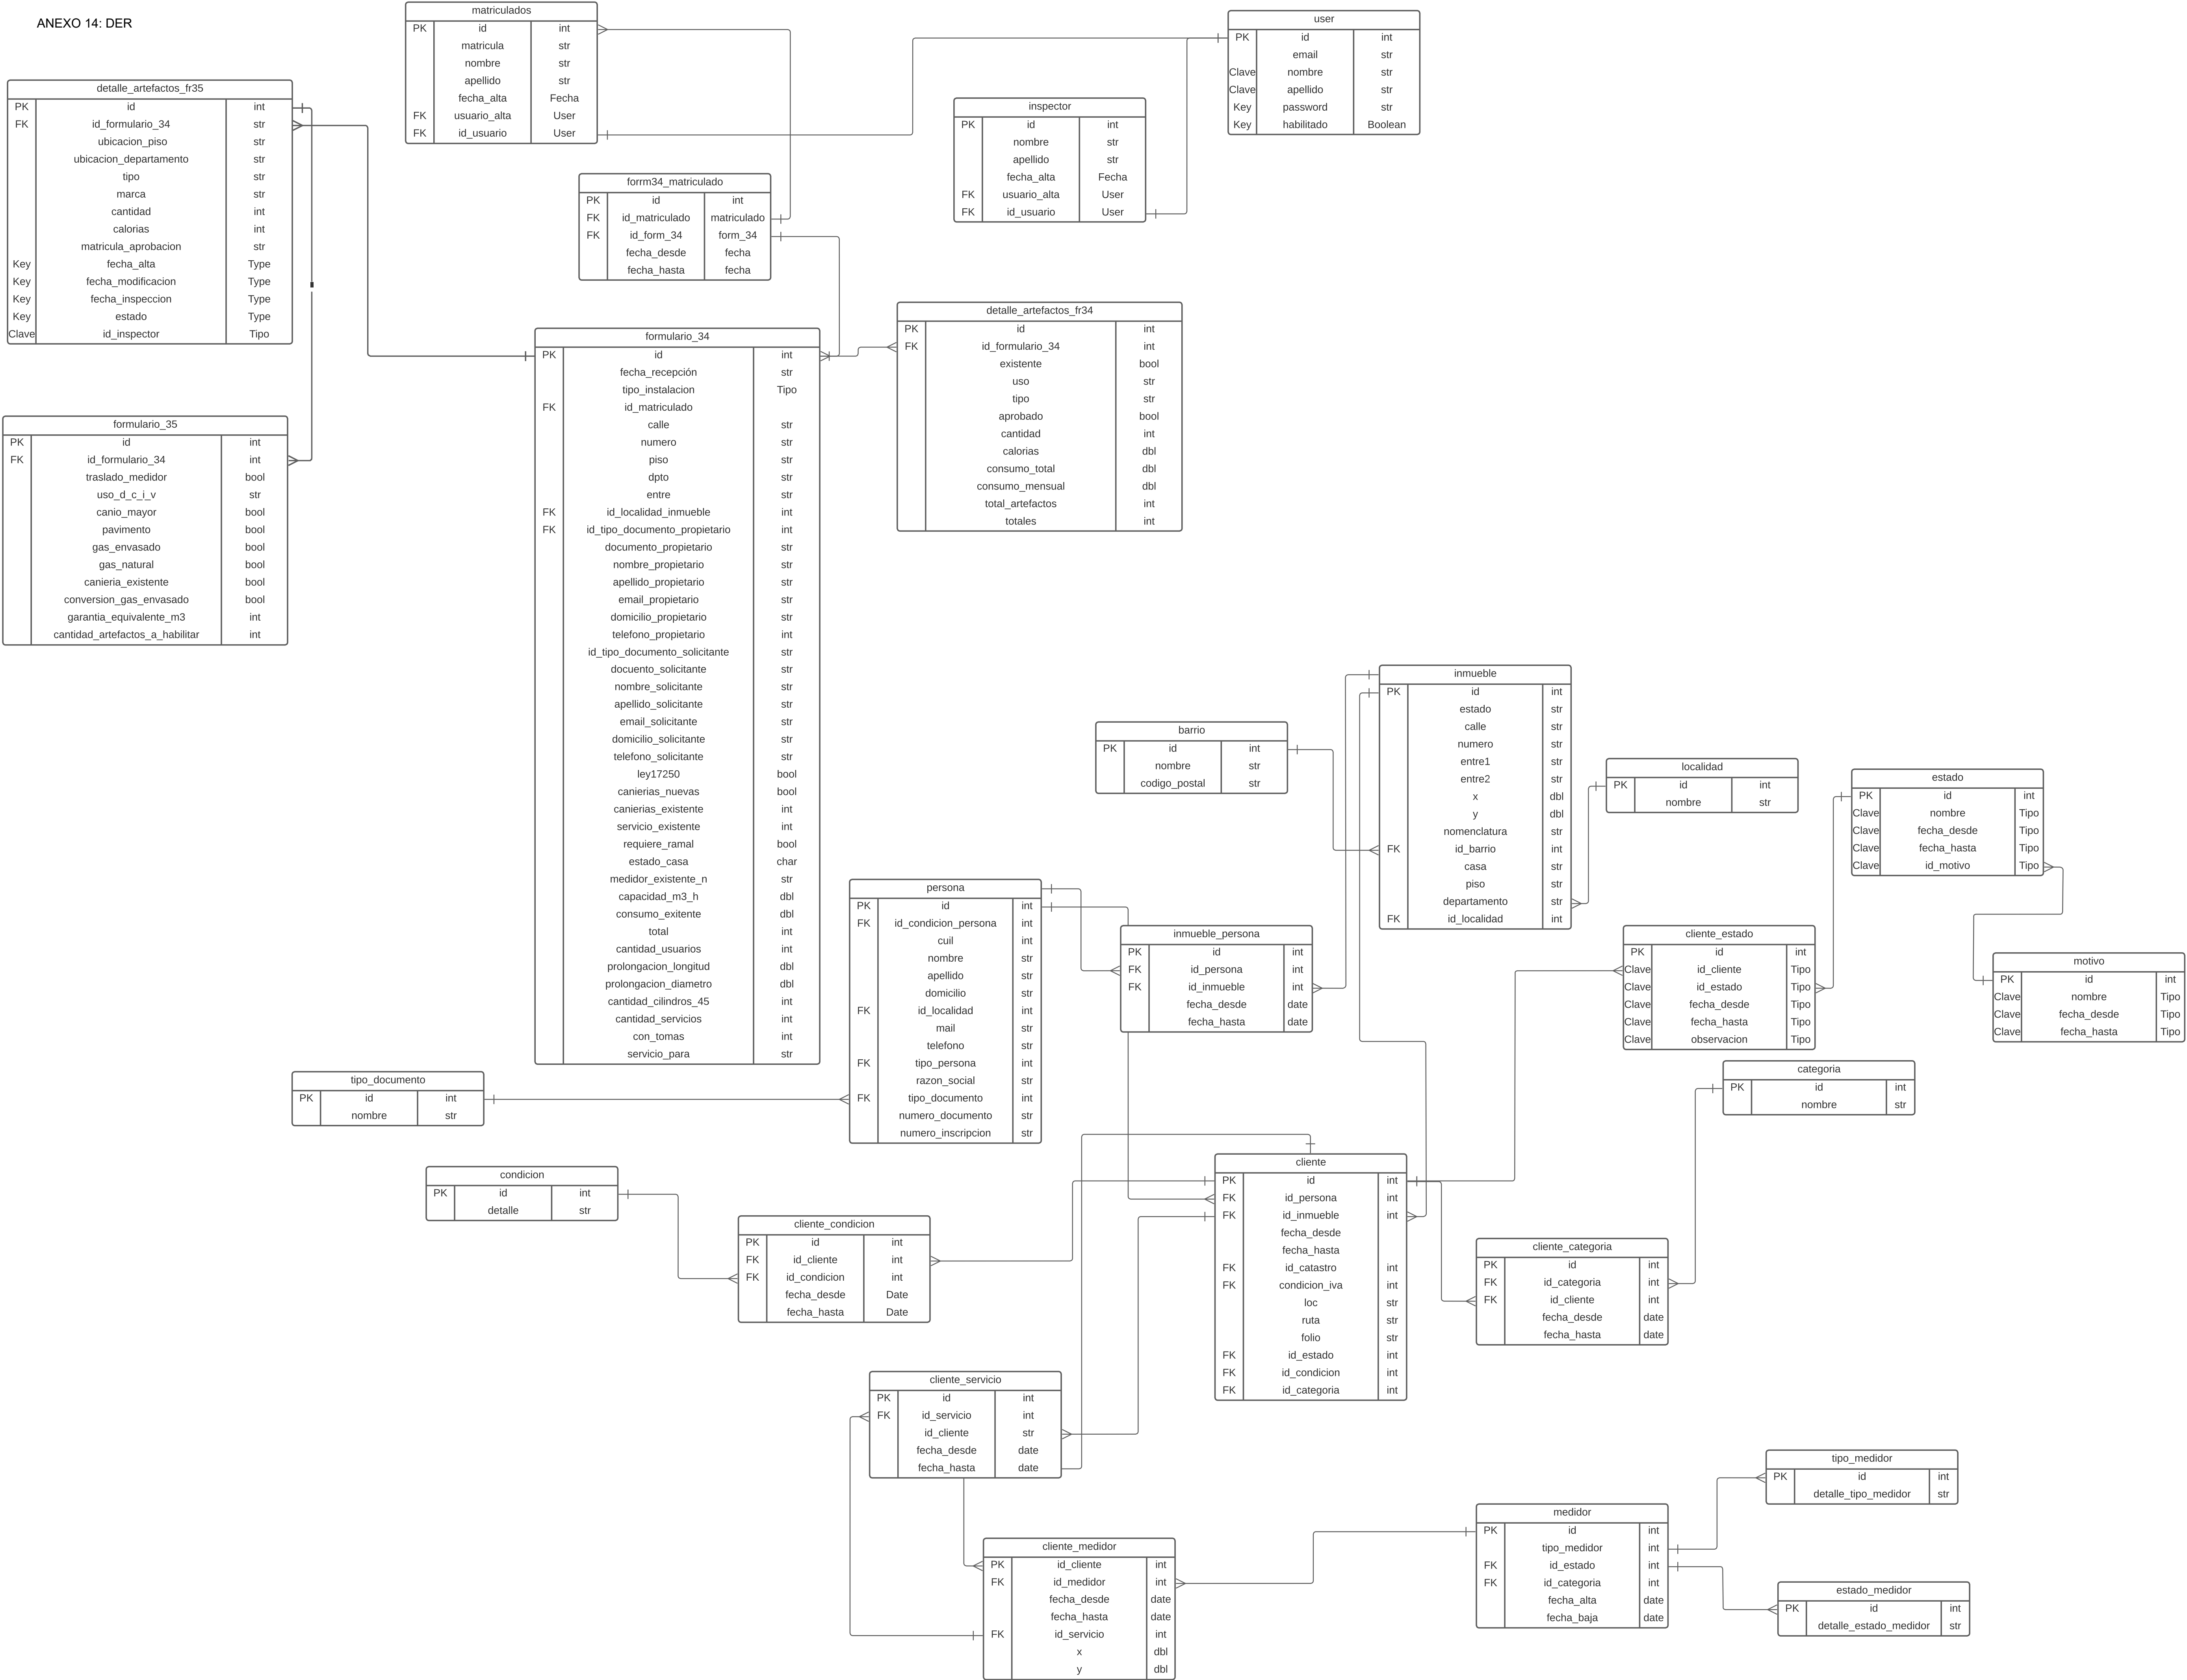 ANEXO 14: DER
matriculados
PK id int
matricula str
nombre str
apellido str
fecha_alta Fecha
FK usuario_alta User
FK id_usuario User
user
PK id int
email str
Clave nombre str
Clave apellido str
Key password str
Key habilitado Boolean
detalle_artefactos_fr35
PK id int
FK id_formulario_34 str
ubicacion_piso str
ubicacion_departamento str
tipo str
marca str
cantidad int
calorias int
matricula_aprobacion str
Key fecha_alta Type
Key fecha_modificacion Type
Key fecha_inspeccion Type
Key estado Type
Clave id_inspector Tipo
inspector
PK id int
nombre str
apellido str
fecha_alta Fecha
FK usuario_alta User
FK id_usuario User
forrm34_matriculado
PK id int
FK id_matriculado matriculado
FK id_form_34 form_34
fecha_desde fecha
fecha_hasta fecha
detalle_artefactos_fr34
PK id int
FK id_formulario_34 int
existente bool
uso str
tipo str
aprobado bool
cantidad int
calorias dbl
consumo_total dbl
consumo_mensual dbl
total_artefactos int
totales int
formulario_34
PK id int
fecha_recepción str
tipo_instalacion Tipo
FK id_matriculado
calle str
numero str
piso str
dpto str
entre str
FK id_localidad_inmueble int
FK id_tipo_documento_propietario int
documento_propietario str
nombre_propietario str
apellido_propietario str
email_propietario str
domicilio_propietario str
telefono_propietario int
id_tipo_documento_solicitante str
docuento_solicitante str
nombre_solicitante str
apellido_solicitante str
email_solicitante str
domicilio_solicitante str
telefono_solicitante str
ley17250 bool
canierias_nuevas bool
canierias_existente int
servicio_existente int
requiere_ramal bool
estado_casa char
medidor_existente_n str
capacidad_m3_h dbl
consumo_exitente dbl
total int
cantidad_usuarios int
prolongacion_longitud dbl
prolongacion_diametro dbl
cantidad_cilindros_45 int
cantidad_servicios int
con_tomas int
servicio_para str
formulario_35
PK id int
FK id_formulario_34 int
traslado_medidor bool
uso_d_c_i_v str
canio_mayor bool
pavimento bool
gas_envasado bool
gas_natural bool
canieria_existente bool
conversion_gas_envasado bool
garantia_equivalente_m3 int
cantidad_artefactos_a_habilitar int
inmueble
PK id int
estado str
calle str
numero str
entre1 str
entre2 str
x dbl
y dbl
nomenclatura str
FK id_barrio int
casa str
piso str
departamento str
FK id_localidad int
barrio
PK id int
nombre str
codigo_postal str
localidad
PK id int
nombre str
estado
PK id int
Clave nombre Tipo
Clave fecha_desde Tipo
Clave fecha_hasta Tipo
Clave id_motivo Tipo
persona
PK id int
FK id_condicion_persona int
cuil int
nombre str
apellido str
domicilio str
FK id_localidad int
mail str
telefono str
FK tipo_persona int
razon_social str
FK tipo_documento int
numero_documento str
numero_inscripcion str
inmueble_persona
PK id int
FK id_persona int
FK id_inmueble int
fecha_desde date
fecha_hasta date
cliente_estado
PK id int
Clave id_cliente Tipo
Clave id_estado Tipo
Clave fecha_desde Tipo
Clave fecha_hasta Tipo
Clave observacion Tipo
motivo
PK id int
Clave nombre Tipo
Clave fecha_desde Tipo
Clave fecha_hasta Tipo
categoria
PK id int
nombre str
tipo_documento
PK id int
nombre str
condicion
PK id int
detalle str
cliente
PK id int
FK id_persona int
FK id_inmueble int
fecha_desde
fecha_hasta
FK id_catastro int
FK condicion_iva int
loc str
ruta str
folio str
FK id_estado int
FK id_condicion int
FK id_categoria int
cliente_condicion
PK id int
FK id_cliente int
FK id_condicion int
fecha_desde Date
fecha_hasta Date
cliente_categoria
PK id int
FK id_categoria int
FK id_cliente int
fecha_desde date
fecha_hasta date
cliente_servicio
PK id int
FK id_servicio int
id_cliente str
fecha_desde date
fecha_hasta date
tipo_medidor
PK id int
detalle_tipo_medidor str
medidor
PK id int
tipo_medidor int
FK id_estado int
FK id_categoria int
fecha_alta date
fecha_baja date
cliente_medidor
PK id_cliente int
FK id_medidor int
fecha_desde date
fecha_hasta date
FK id_servicio int
x dbl
y dbl
estado_medidor
PK id int
detalle_estado_medidor str